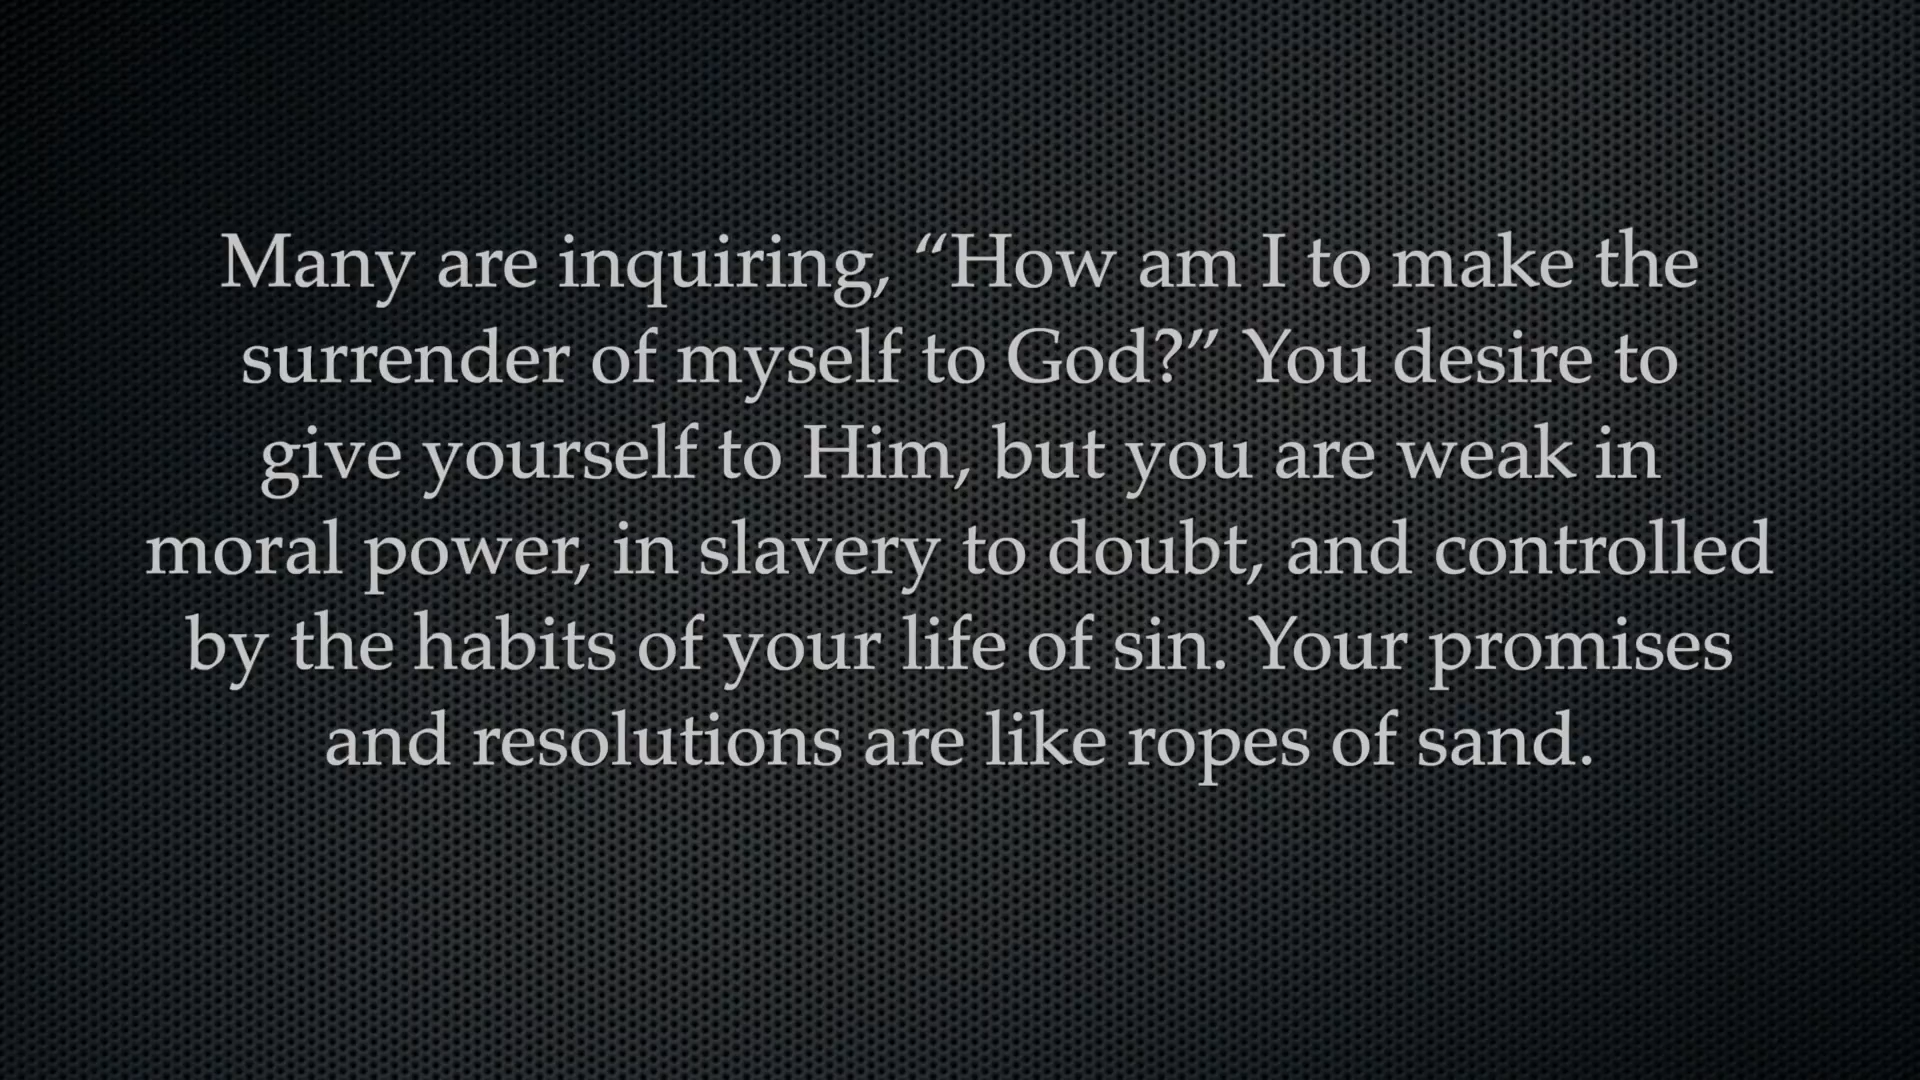 Many are inquiring, “How am I to make the
surrender of myself to God?” You desire to
give yourself to Him, but you are weak in
moral power, in slavery to doubt, and controlled
by the habits of your life of sin. Your promises
and resolutions are like ropes of sand.